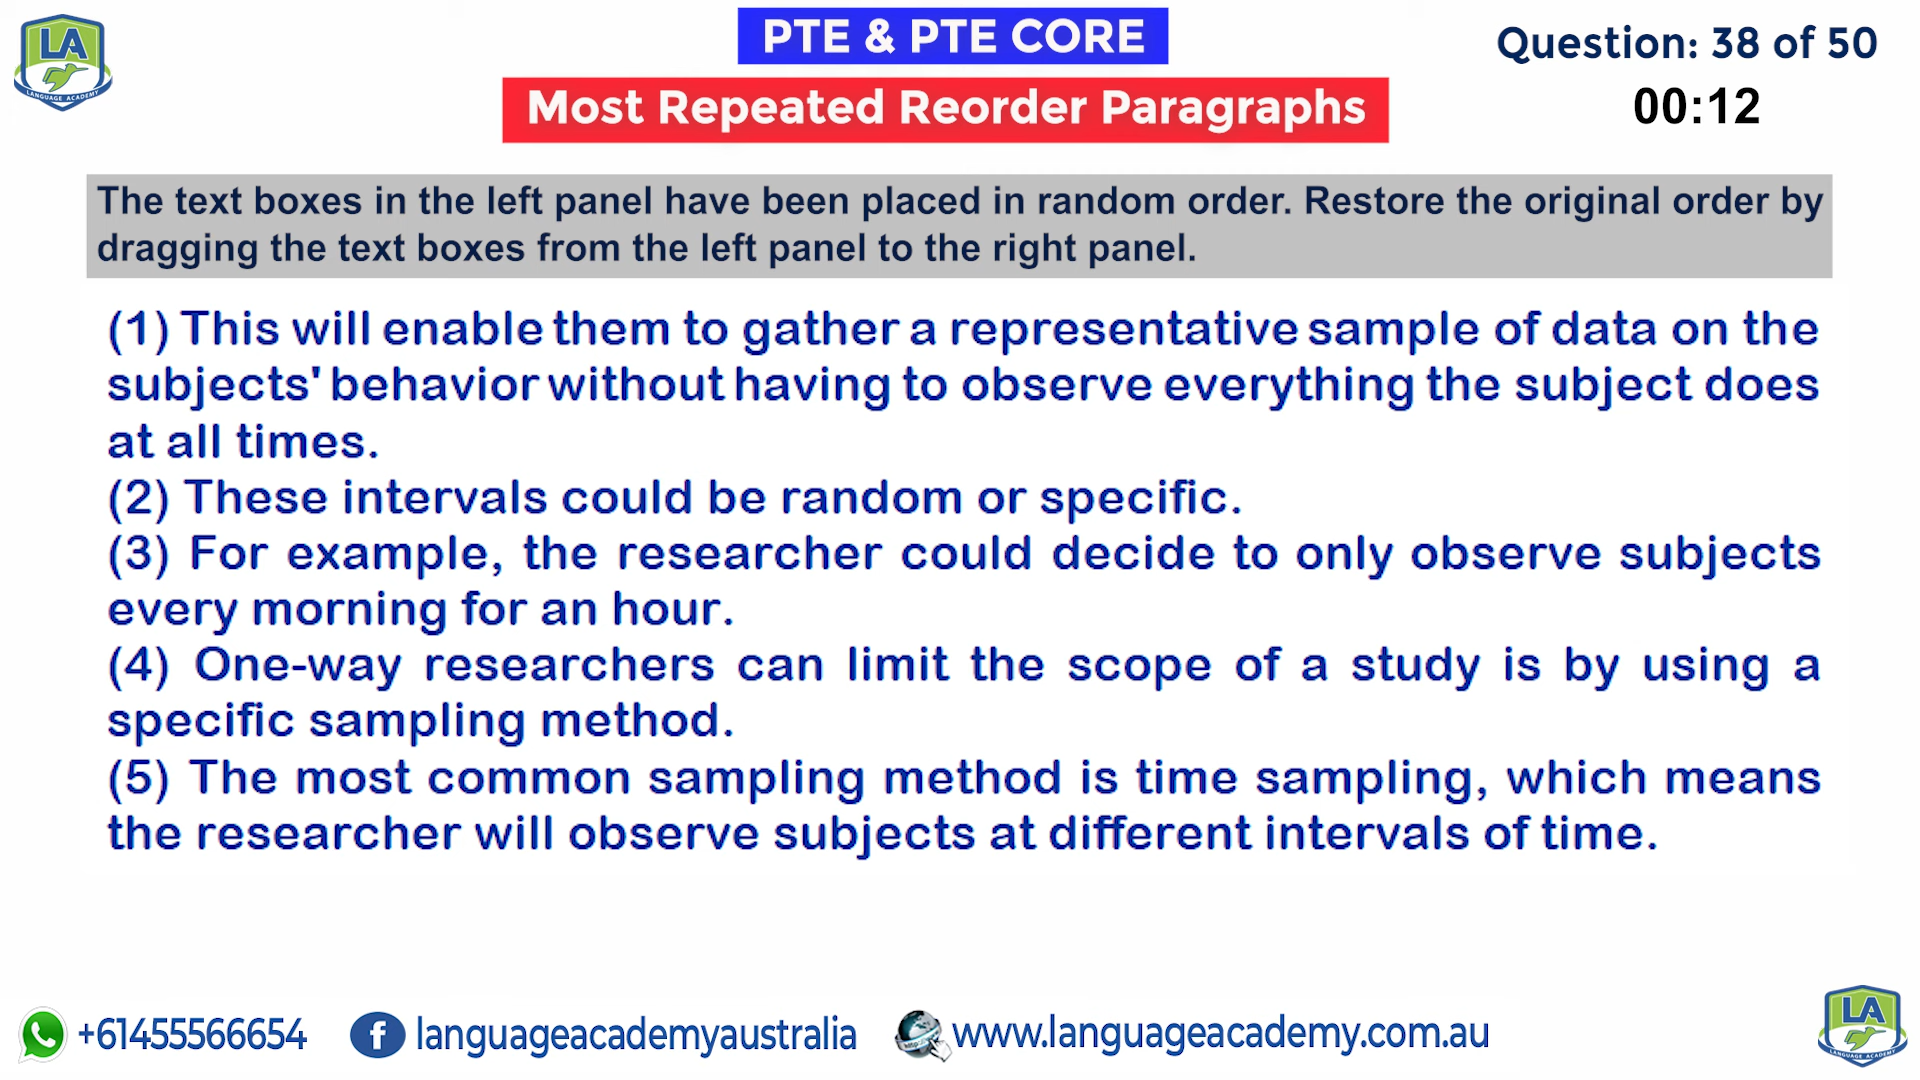 LA
LANGUAGE ACADEMY
PTE & PTE CORE
Most Repeated Reorder Paragraphs
Question: 38 of 50
00:12
The text boxes in the left panel have been placed in random order. Restore the original order by
dragging the text boxes from the left panel to the right panel.
(1) This will enable them to gather a representative sample of data on the
subjects' behavior without having to observe everything the subject does
at all times.
(2) These intervals could be random or specific.
(3) For example, the researcher could decide to only observe subjects
every morning for an hour.
(4) One-way researchers can limit the scope of a study is by using a
specific sampling method.
(5) The most common sampling method is time sampling, which means
the researcher will observe subjects at different intervals of time.
+61455566654
f
languageacademyaustralia
http://
www.languageacademy.com.au
LA
LANGUAGE ACADEMY